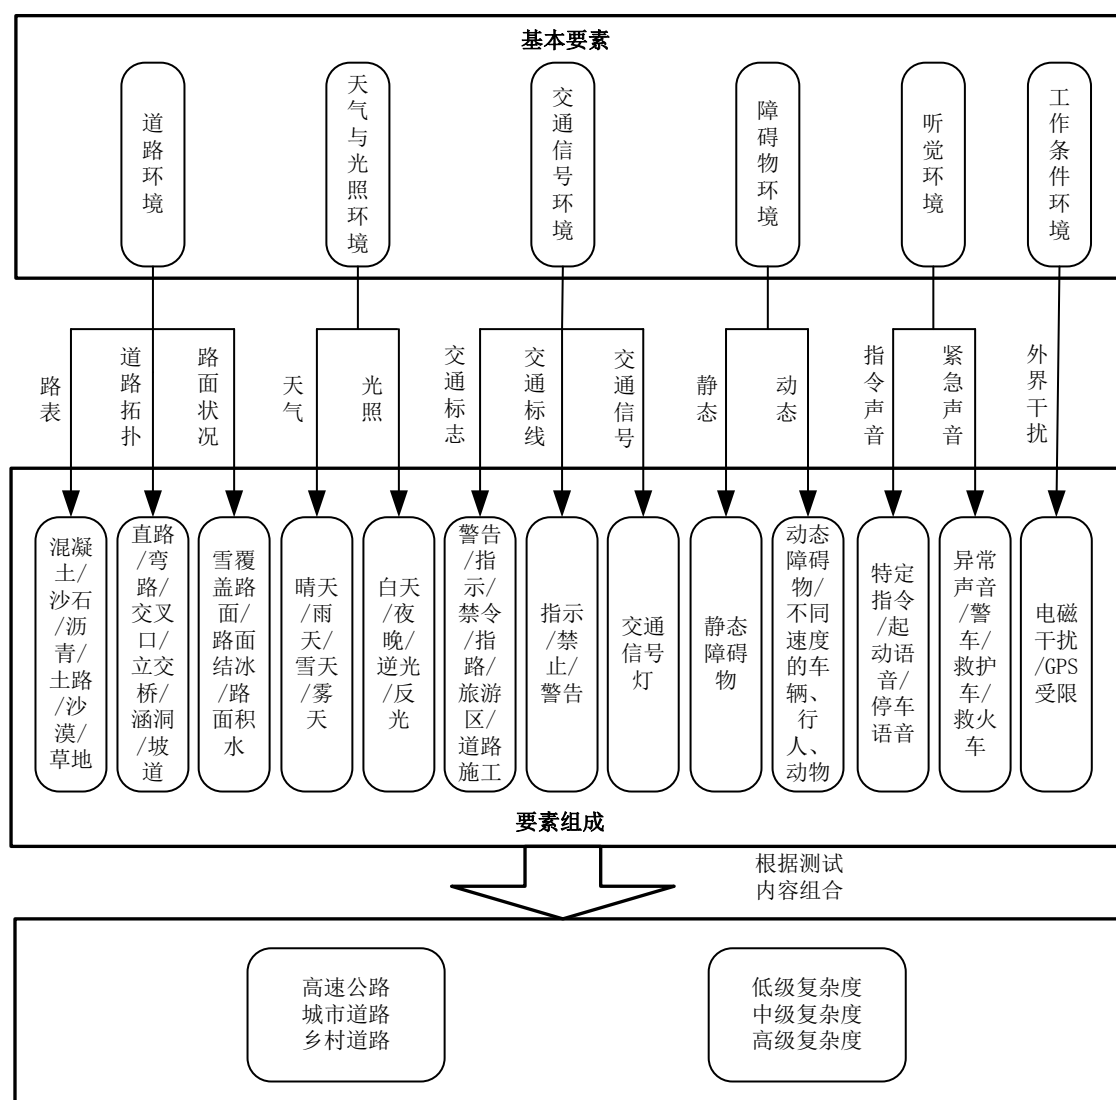 基本要素
道路环境
天气与光照环境
交通信号环境
障碍物环境
听觉环境
工作条件环境
路表
道路拓扑
路面状况
天气
光照
交通标志
交通标线
交通信号
静态
动态
指令声音
紧急声音
外界干扰
混凝
土/
沙石
/沥
青/
土路
/沙
漠/
草地
直路
/弯
路/
交叉
口/
立交
桥/
涵洞
/坡
道
雪覆
盖路
面/
路面
结冰
/路
面积
水
晴天
/雨
天/
雪天
/雾
天
白天
/夜
晚/
逆光
/反
光
警告
/指
示/
禁令
/指
路/
旅游
区/
道路
施工
指示
/禁
止/
警告
交通
信号
灯
静态
障碍
物
动态
障碍
物/
不同
速度
的车
辆、
行
人、
动物
特定
指令
/起
动语
音/
停车
语音
异常
声音
/警
车/
救护
车/
救火
车
电磁
干扰
/GPS
受限
要素组成
根据测试
内容组合
高速公路
城市道路
乡村道路
低级复杂度
中级复杂度
高级复杂度